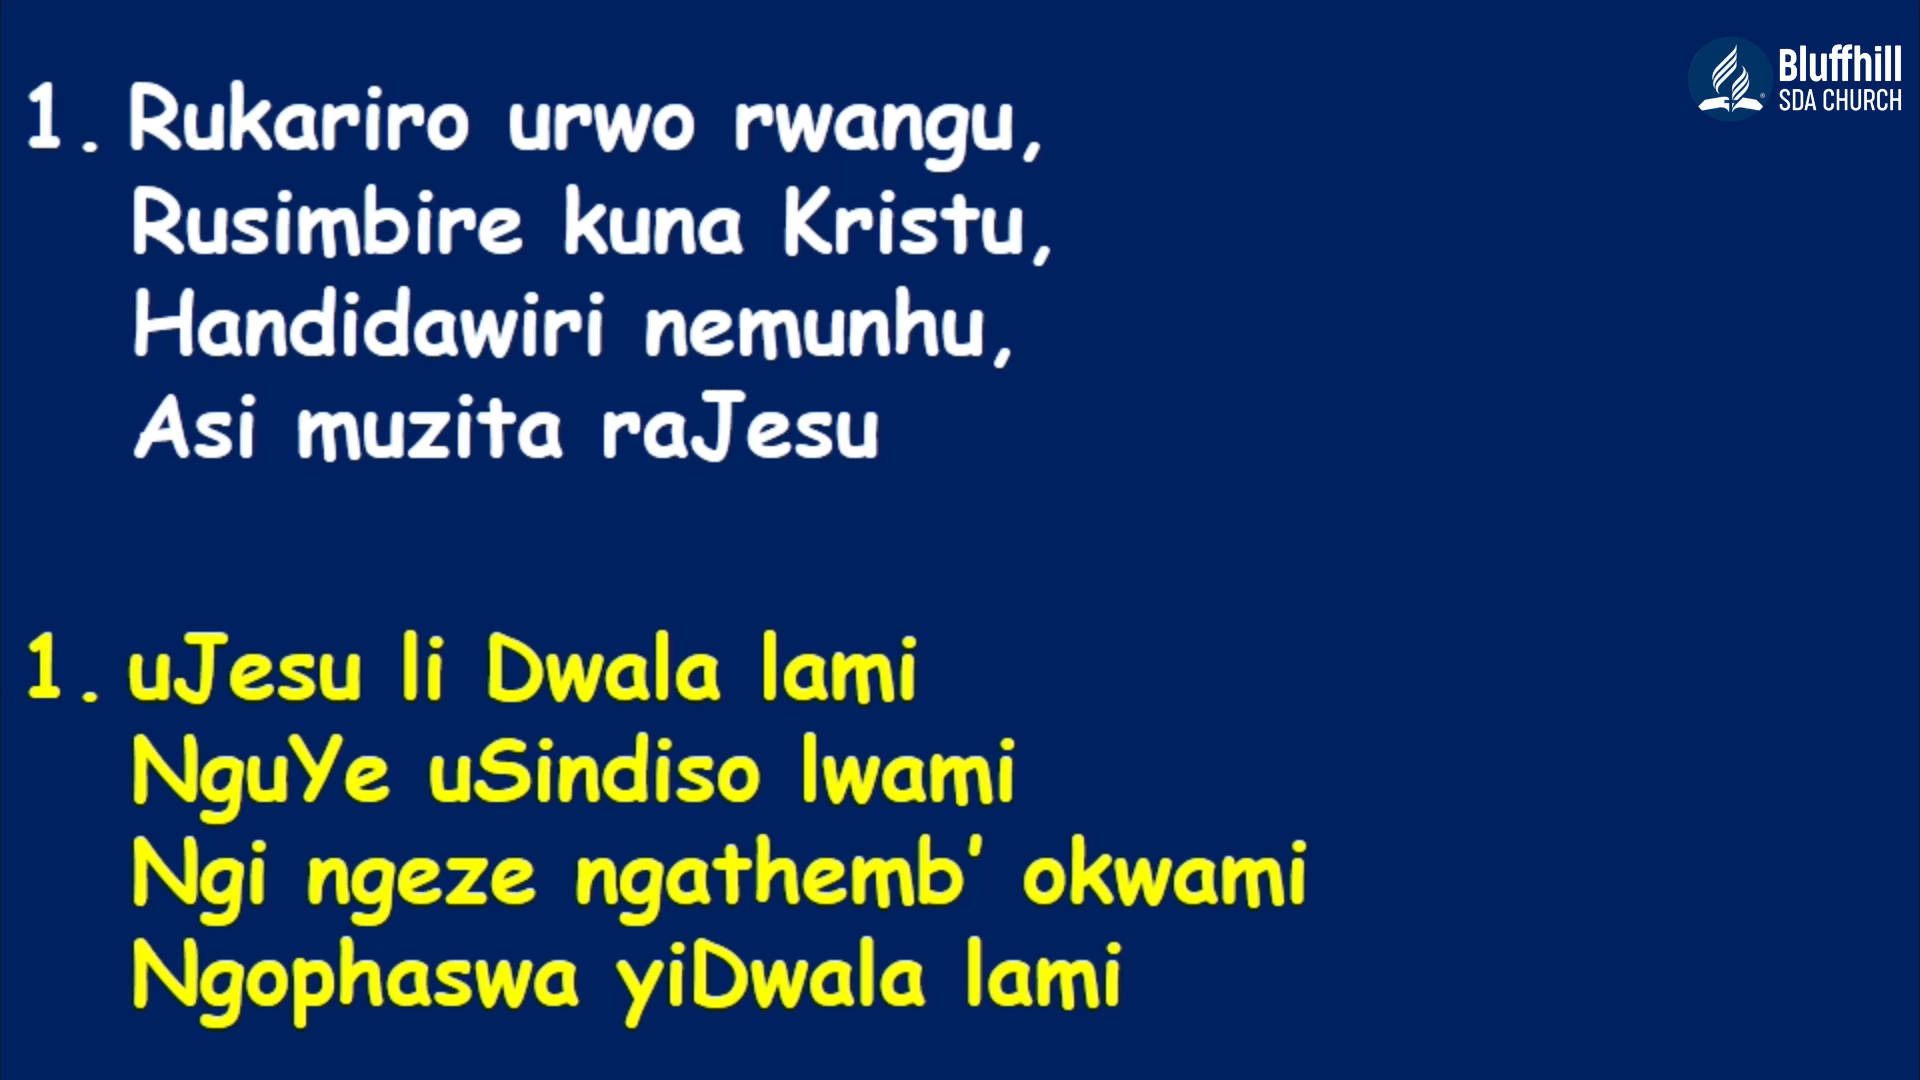 Bluffhill
SDA CHURCH
1. Rukariro urwo rwangu,
Rusimbire kuna Kristu,
Handidawiri nemunhu,
Asi muzita raJesu
1. uJesu li Dwala lami
NguYe uSindiso lwami
Ngi ngeze ngathemb’ okwami
Ngophaswa yiDwala lami